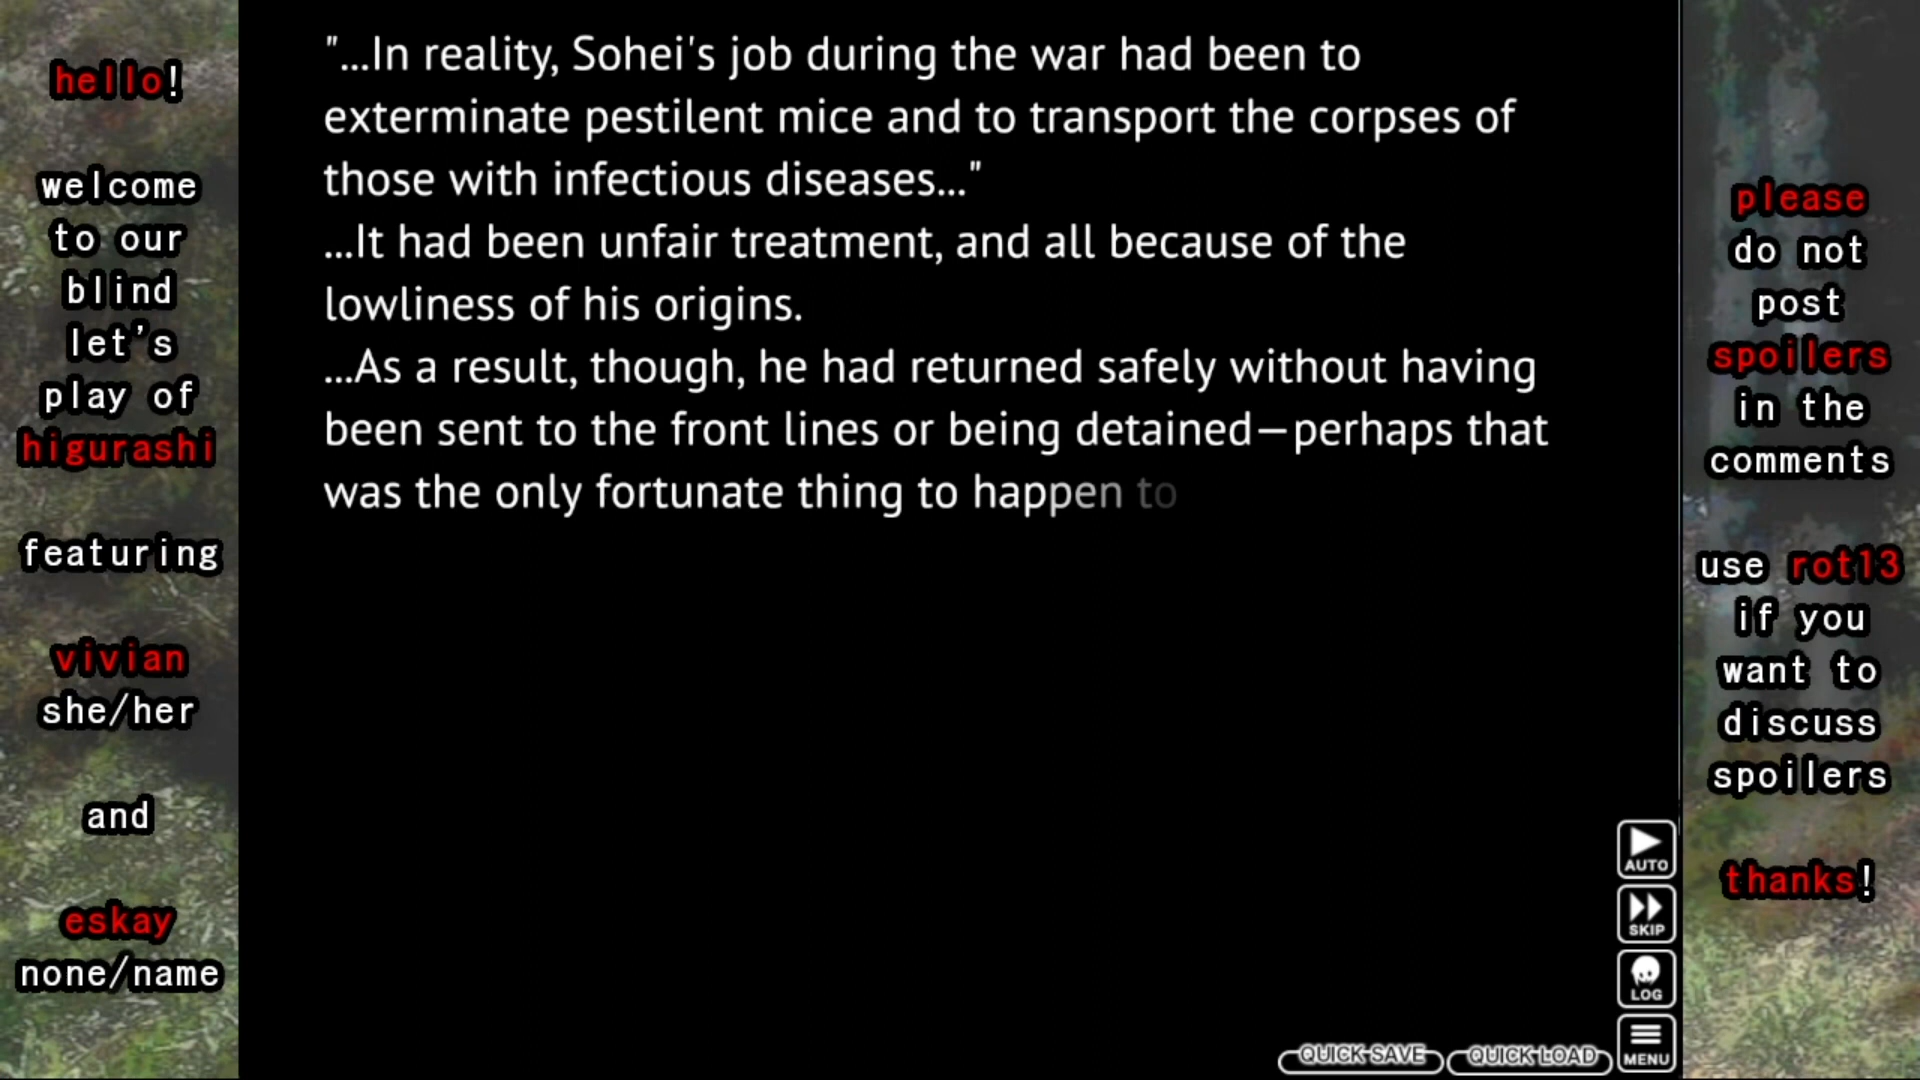 hello!
welcome
to our
blind
let's
play of
higurashi
featuring
vivian
she/her
and
eskay
none/name
"...In reality, Sohei's job during the war had been to
exterminate pestilent mice and to transport the corpses of
those with infectious diseases..."
...It had been unfair treatment, and all because of the
lowliness of his origins.
...As a result, though, he had returned safely without having
been sent to the front lines or being detained—perhaps that
was the only fortunate thing to happen to
AUTO
SKIP
LOG
MENU
QUICK SAVE
QUICK LOAD
please
do not
post
spoilers
in the
comments
use rot13
if you
want to
discuss
spoilers
thanks!